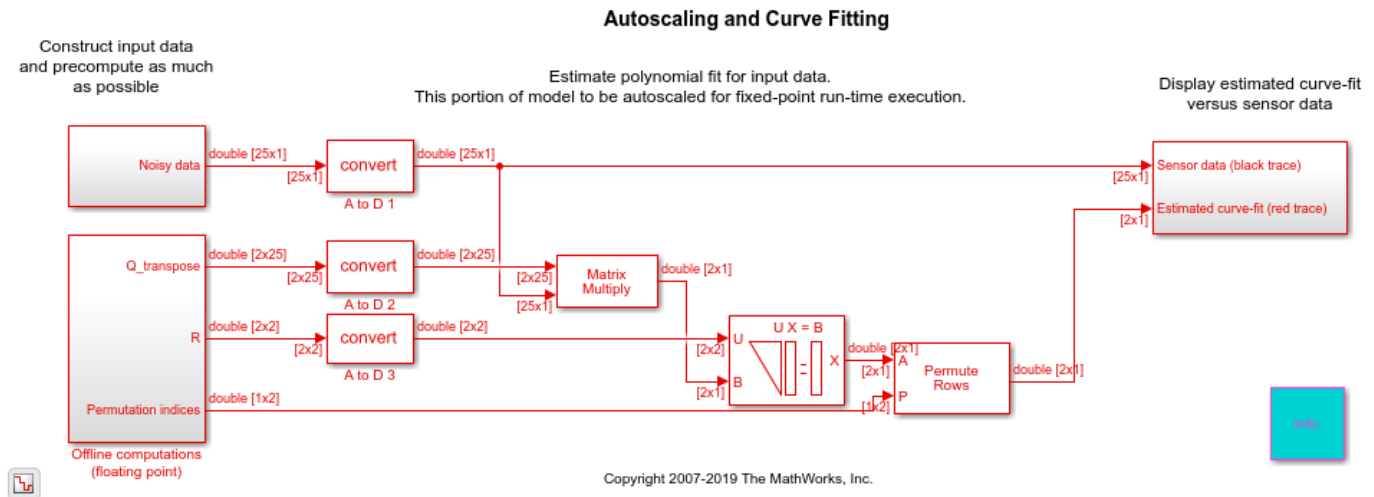 Autoscaling and Curve Fitting
Construct input data
and precompute as much
as possible
Estimate polynomial fit for input data.
This portion of model to be autoscaled for fixed-point run-time execution.
Display estimated curve-fit
versus sensor data
Noisy data
double [25x1]
[25x1]
convert
A to D 1
double [25x1]
[25x1]
Sensor data (black trace)
[2x1]
Estimated curve-fit (red trace)
Q_transpose
double [2x25]
[2x25]
convert
A to D 2
double [2x25]
[2x25]
[25x1]
Matrix
Multiply
double [2x1]
R
double [2x2]
[2x2]
convert
A to D 3
double [2x2]
[2x2]
[2x1]
U X = B
U
B
X
double [2x1]
[2x1]
A
P
Permute
Rows
double [2x1]
Permutation indices
double [1x2]
[1x2]
Offline computations
(floating point)
Info
Copyright 2007-2019 The MathWorks, Inc.